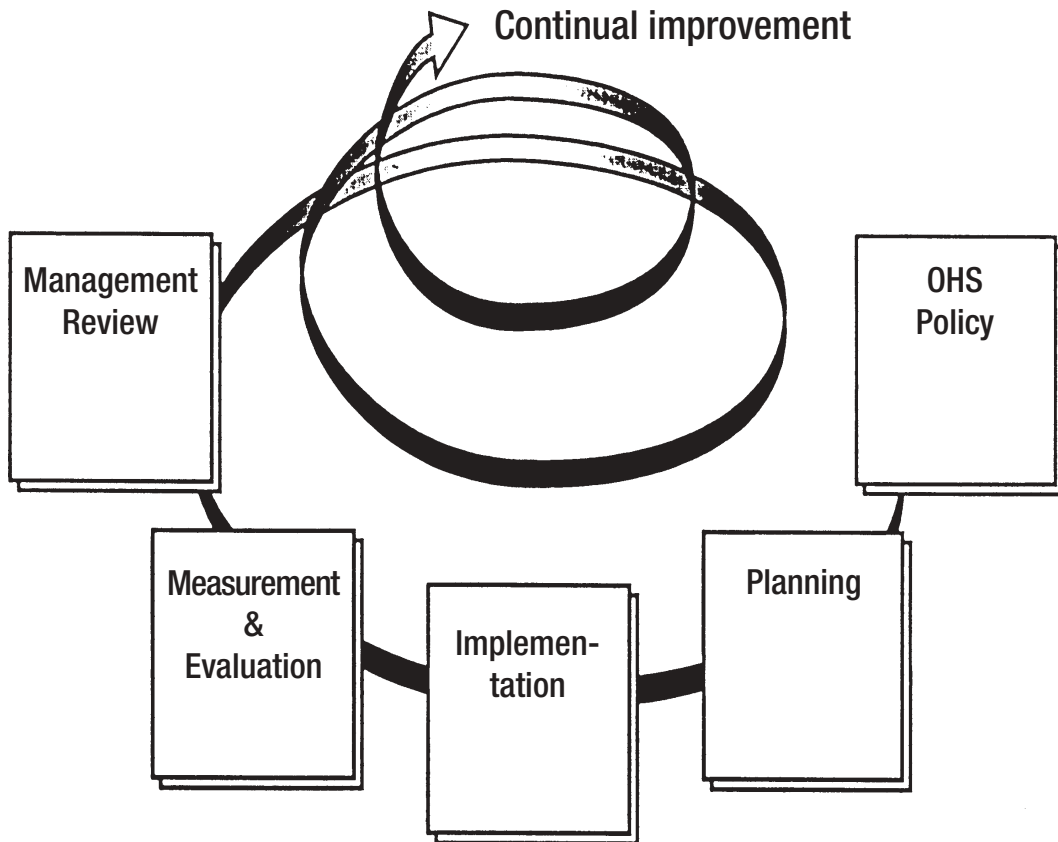 Continual improvement
Management
Review
OHS
Policy
Measurement
&
Evaluation
Implemen-
tation
Planning